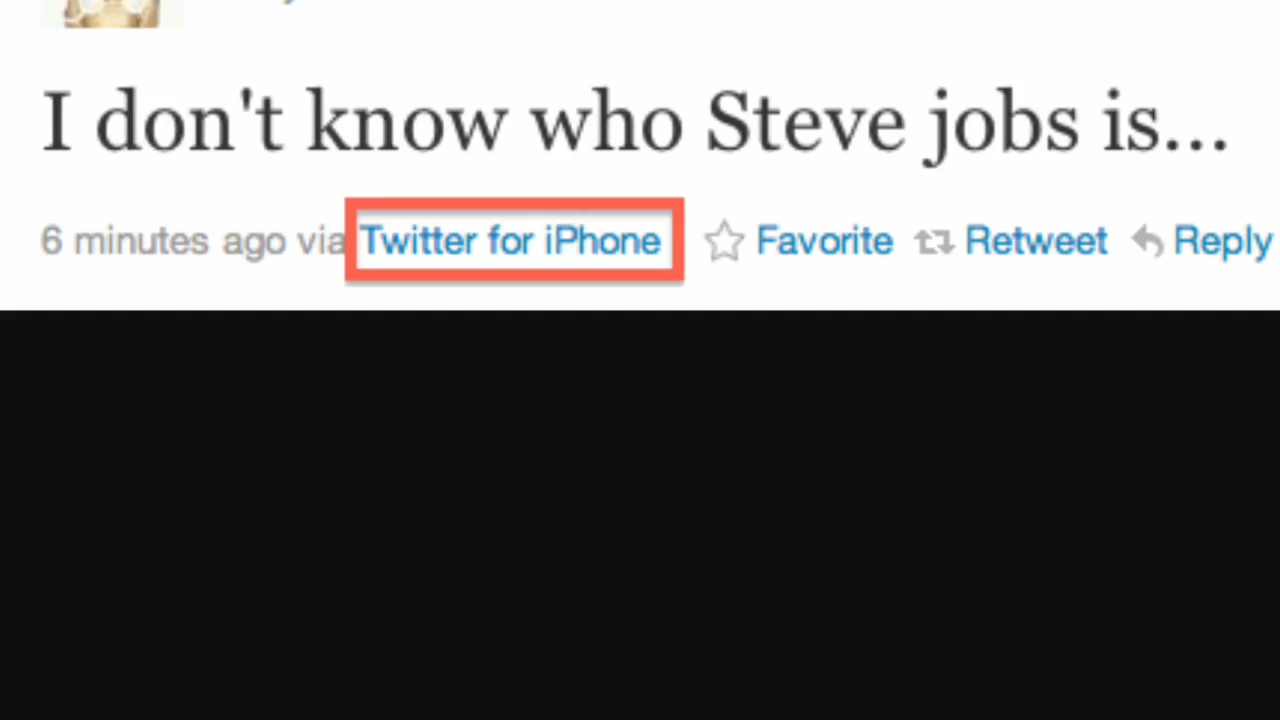 I don't know who Steve jobs is...
6 minutes ago via Twitter for iPhone Favorite Retweet Reply